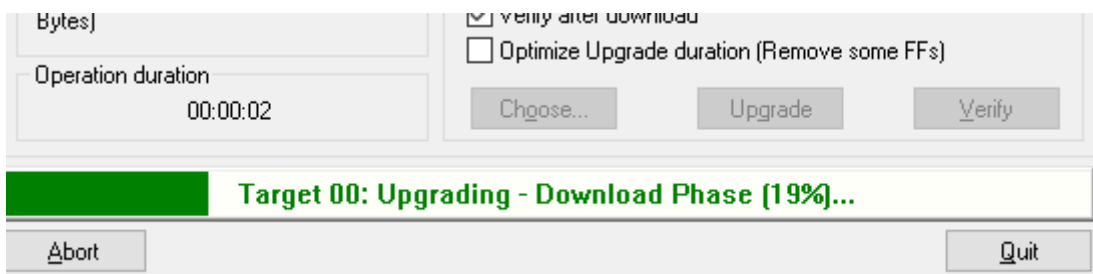 Bytes)
Verify after download
Optimize Upgrade duration (Remove some FFs)
Operation duration
00:00:02
Choose...
Upgrade
Verify
Target 00: Upgrading - Download Phase (19%)...
Abort
Quit